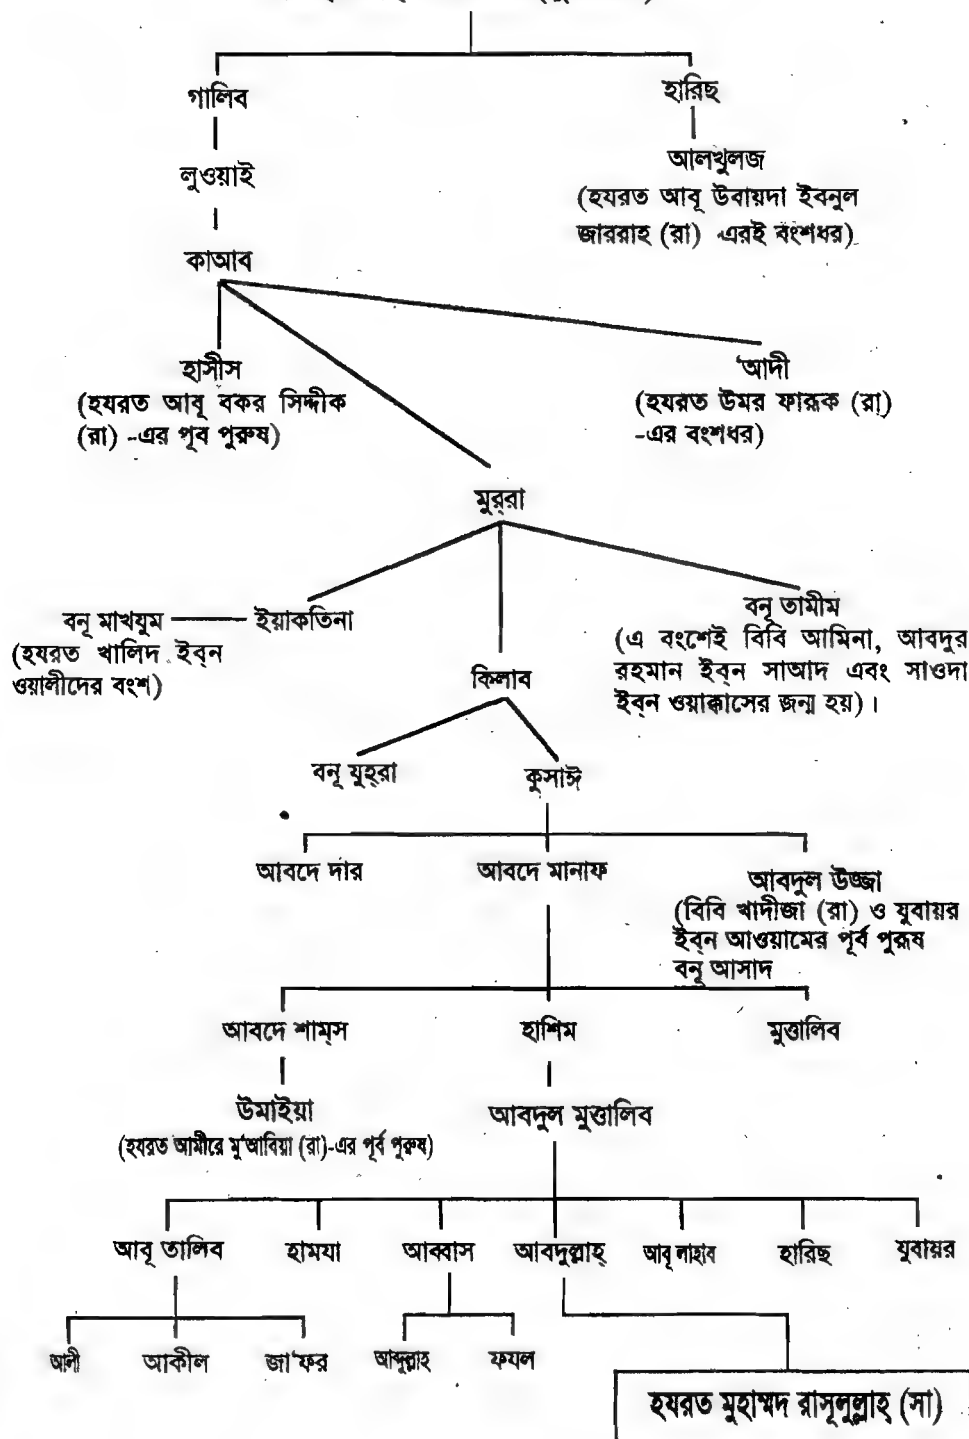 গালিব
হারিছ
লুওয়াই
আলখুলজ
(হযরত আবূ উবায়দা ইবনুল
জাররাহ (রা) এরই বংশধর)
কাআব
হাসীস
(হযরত আবূ বকর সিদ্দীক
(রা) -এর পূব পুরুষ)
'আদী
(হযরত উমর ফারূক (রা)
-এর বংশধর)
মুর্‌রা
বনূ মাখযুম
ইয়াকতিনা
(হযরত খালিদ ইব্‌ন
ওয়ালীদের বংশ)
বনূ তামীম
(এ বংশেই বিবি আমিনা, আবদুর
রহমান ইব্‌ন সাআদ এবং সাওদা
ইব্‌ন ওয়াক্কাসের জন্ম হয়)।
কিলাব
বনূ যুহ্‌রা
কুসাঈ
আবদে দার
আবদে মানাফ
আবদুল উজ্জা
(বিবি খাদীজা (রা) ও যুবায়র
ইব্‌ন আওয়ামের পূর্ব পুরূষ
বনূ আসাদ
আবদে শাম্‌স
হাশিম
মুত্তালিব
উমাইয়া
(হযরত আমীরে মু'আবিয়া (রা)-এর পূর্ব পুরুষ)
আবদুল মুত্তালিব
আবূ তালিব
হামযা
আব্বাস
আবদুল্লাহ্
আবূ লাহাব
হারিছ
যুবায়র
আলী
আকীল
জা'ফর
আব্দুল্লাহ
ফযল
হযরত মুহাম্মদ রাসূলুল্লাহ্ (সা)